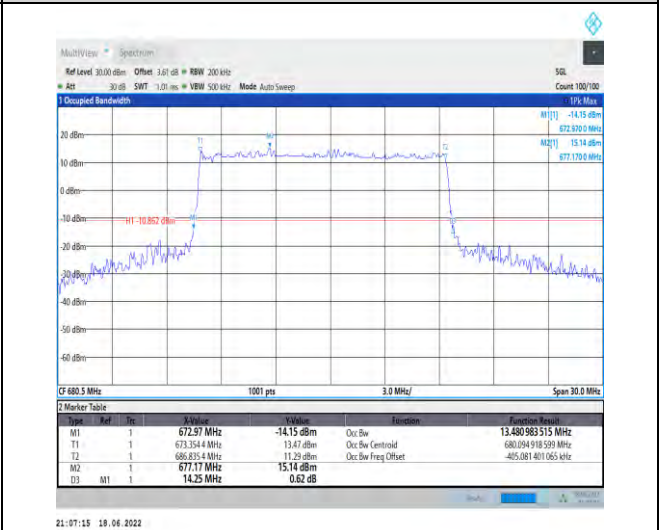 MultiView Spectrum
Ref Level 30.00 dBm Offset 3.61 dB RBW 200 kHz SGL
Att 30 dB SWT 1.01 ms VBW 500 kHz Mode Auto Sweep Count 100/100
1 Occupied Bandwidth 1Pk Max
M1[1] -14.15 dBm
672.970 0 MHz
M2[1] 15.14 dBm
677.170 0 MHz
20 dBm
T1
M2
T2
10 dBm
0 dBm
-10 dBm
H1 -10.862 dBm
M1
-20 dBm
-30 dBm
-40 dBm
-50 dBm
-60 dBm
CF 680.5 MHz 1001 pts 3.0 MHz/ Span 30.0 MHz
2 Marker Table
Type Ref Trc X-Value Y-Value Function Function Result
M1 1 672.97 MHz -14.15 dBm Occ Bw 13.480 983 515 MHz
T1 1 673.354 4 MHz 13.47 dBm Occ Bw Centroid 680.094 918 599 MHz
T2 1 686.835 4 MHz 11.29 dBm Occ Bw Freq Offset -405.081 401 065 kHz
M2 1 677.17 MHz 15.14 dBm
D3 M1 1 14.25 MHz 0.62 dB
21:07:15 18.06.2022